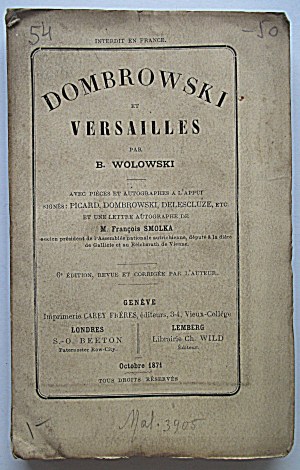 54
-50
INTERDIT EN FRANCE.
DOMBROWSKI
ET
VERSAILLES
PAR
B. WOLOWSKI
AVEC PIÈCES ET AUTOGRAPHES A L'APPUI
SIGNÉS: PICARD, DOMBROWSKI, DELESCLUZE, ETC.
ET UNE LETTRE AUTOGRAPHE DE
M. François SMOLKA
ancien président de l'Assemblée nationale autrichienne, député à la diète
de Gallicie et au Reichsrath de Vienne.
6e ÉDITION, REVUE ET CORRIGÉE PAR L'AUTEUR.
GENÈVE
Imprimerie CAREY FRÈRES, éditeurs, 3-4, Vieux-Collège
LONDRES LEMBERG
S.-O. BEETON Librairie Ch. WILD
Paternoster Row-City. Éditeur.
Octobre 1871
TOUS DROITS RÉSERVÉS
3905